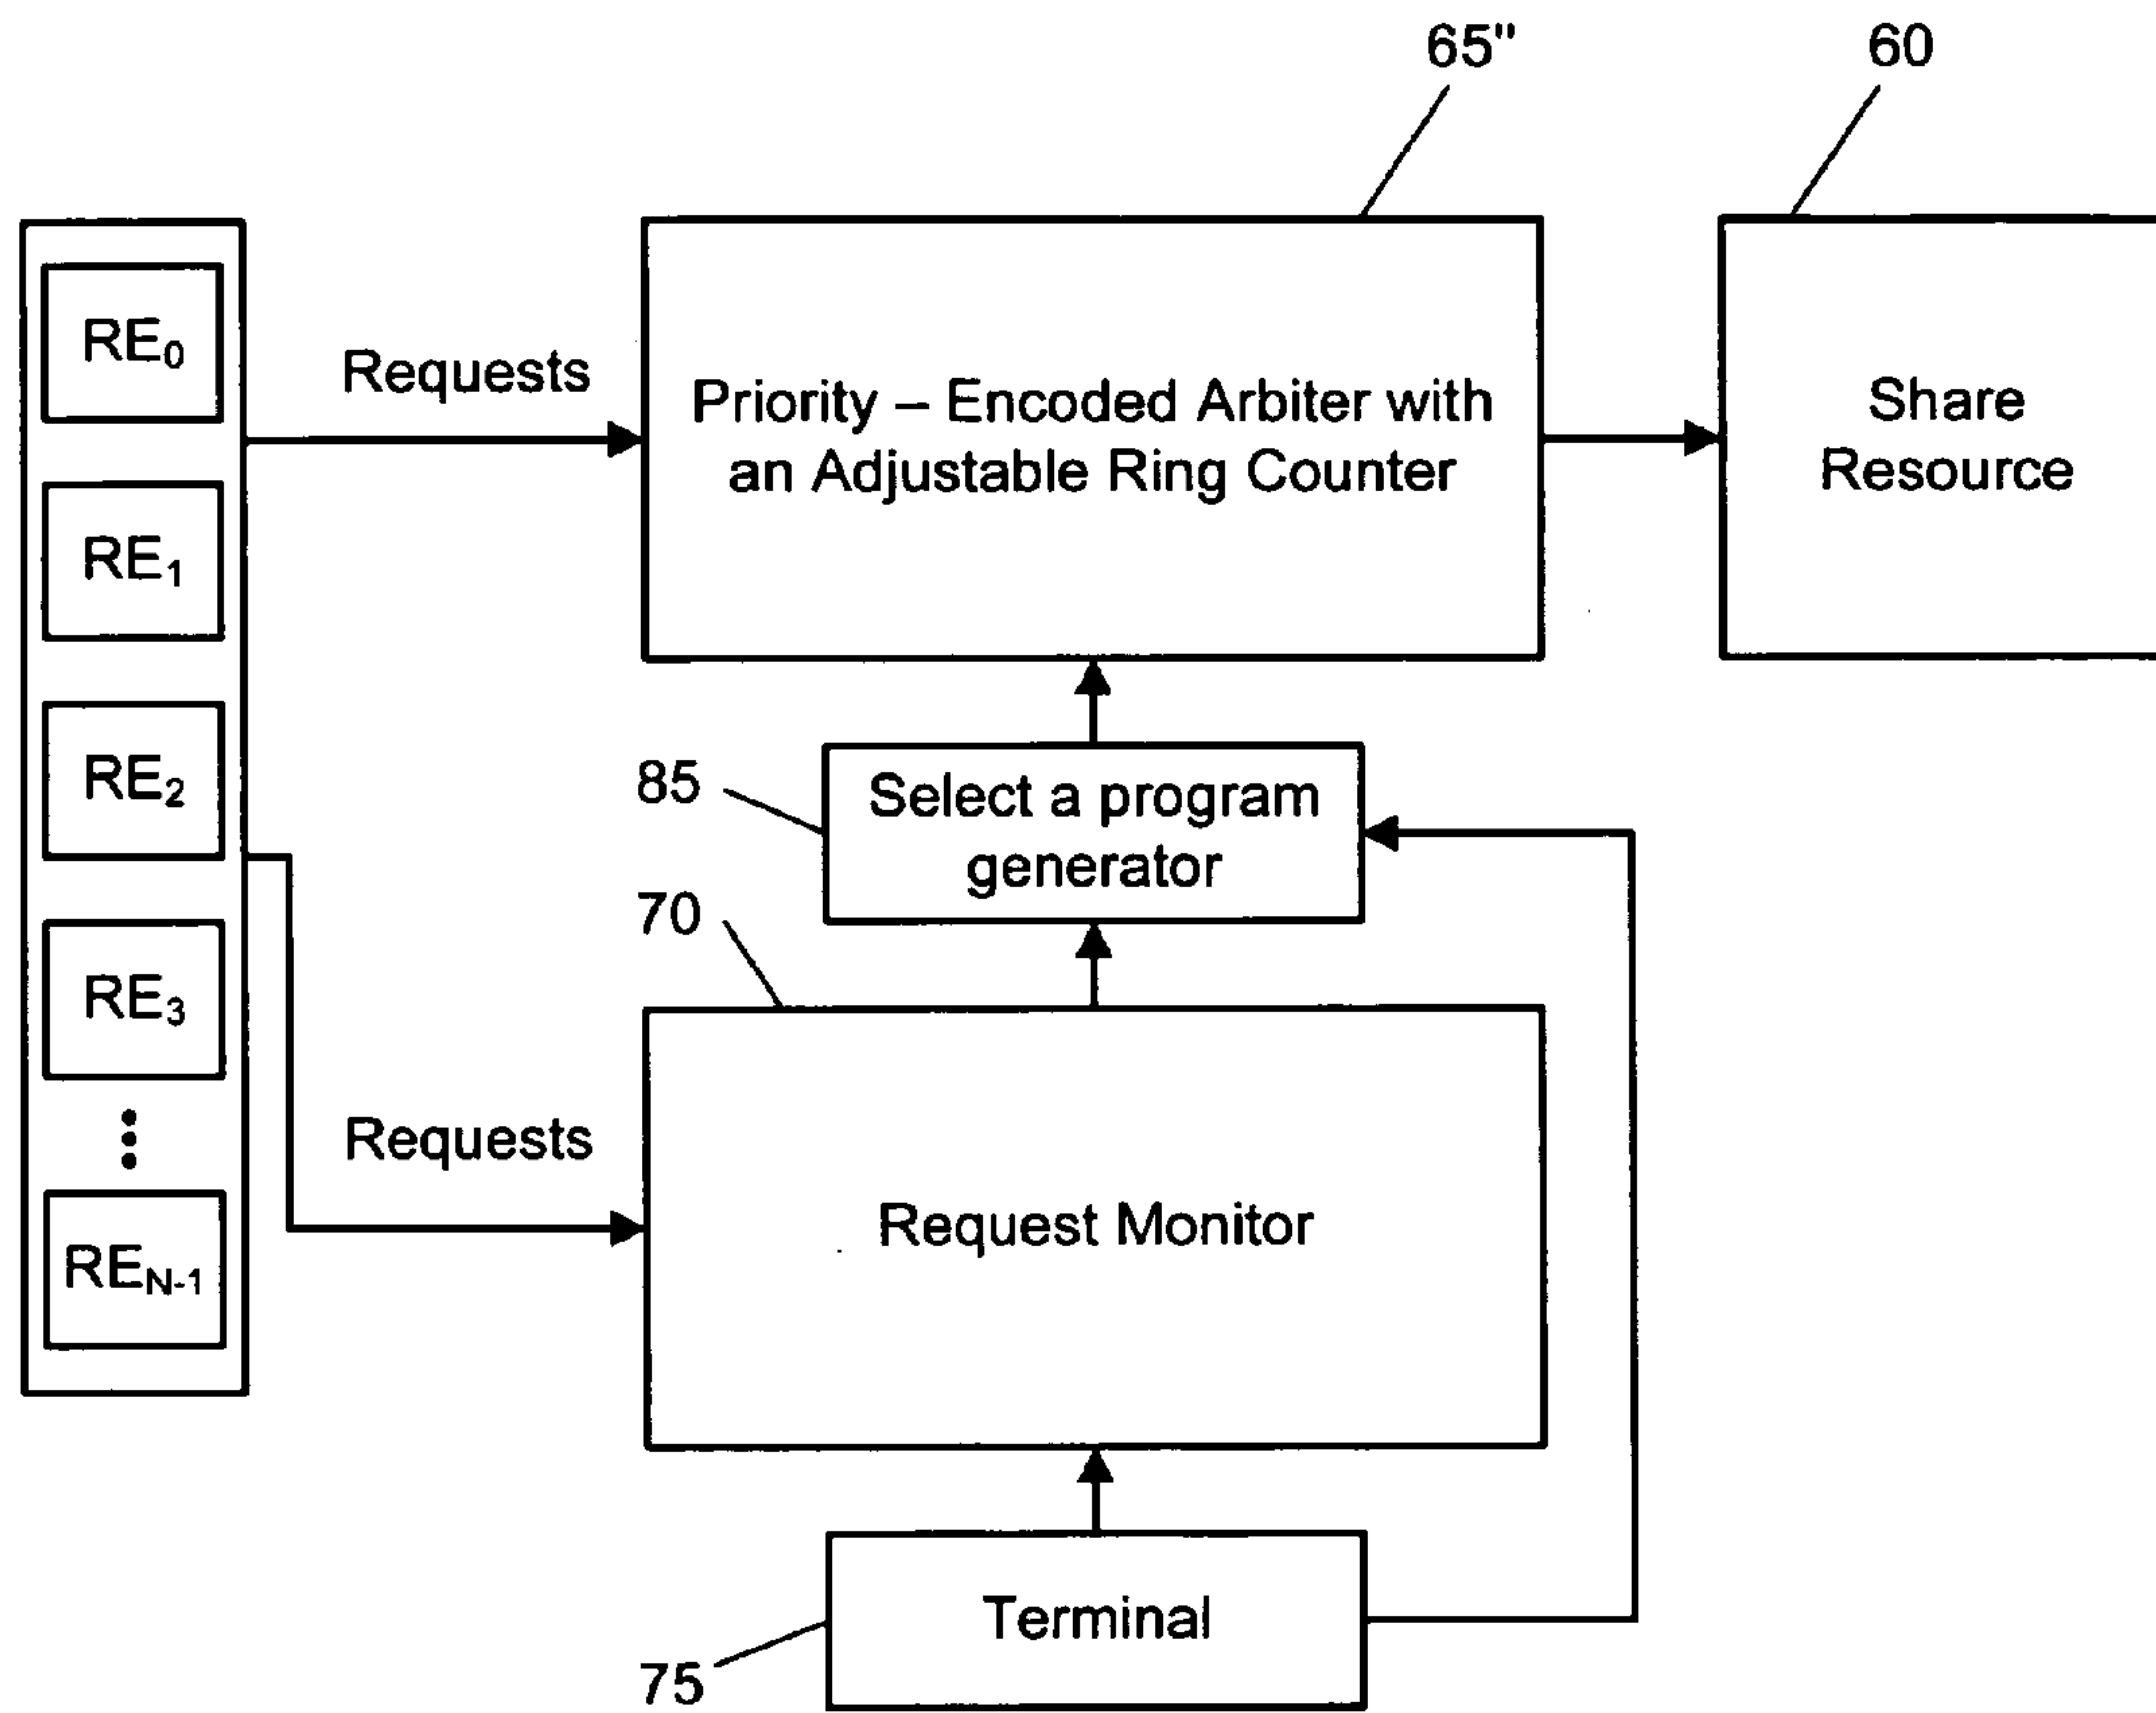 65"
60
RE0
Requests
Priority – Encoded Arbiter with
an Adjustable Ring Counter
Share
Resource
RE1
RE2
85
Select a program
generator
70
RE3
Requests
Request Monitor
REN-1
Terminal
75